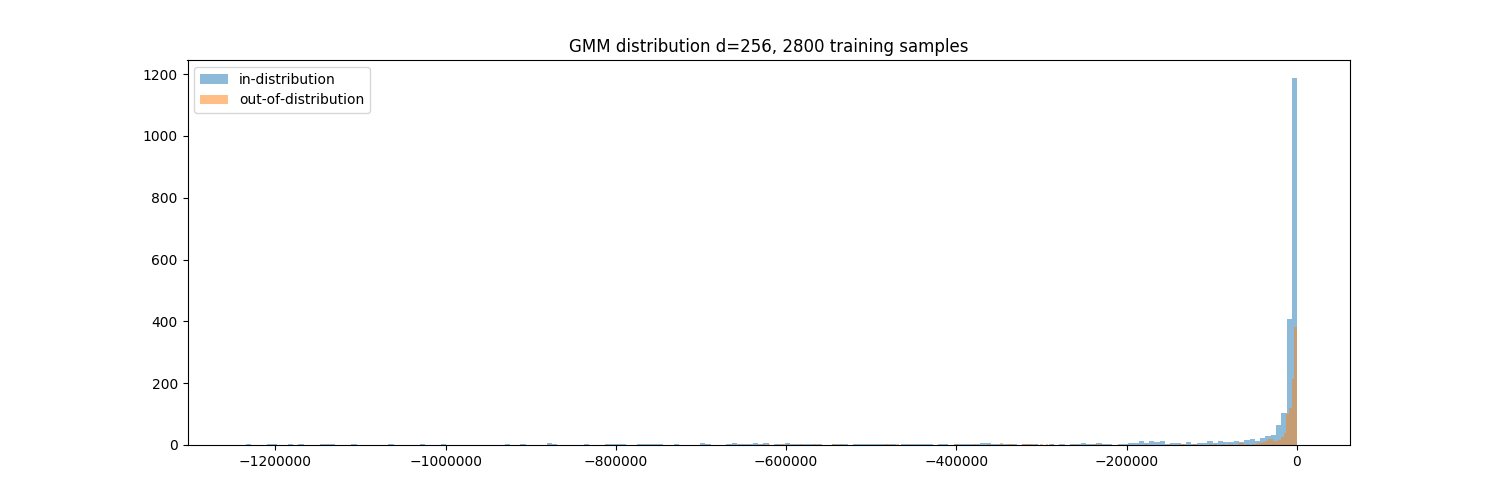 GMM distribution d=256, 2800 training samples
in-distribution
out-of-distribution
1200
1000
800
600
400
200
0
−1200000 −1000000 −800000 −600000 −400000 −200000 0